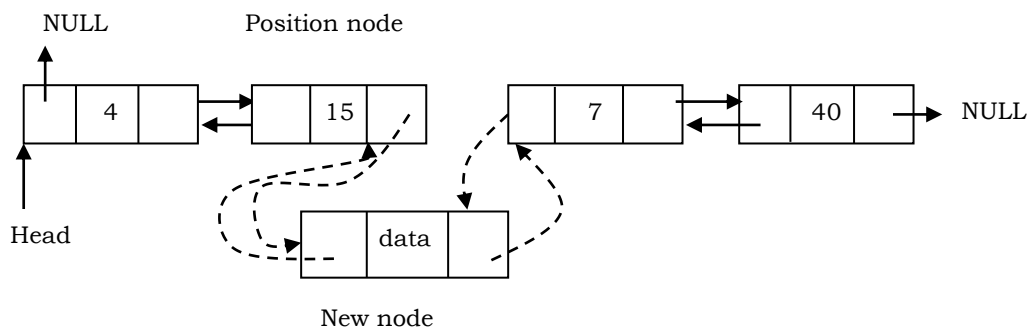 NULL
Position node
4
15
7
40
NULL
Head
data
New node